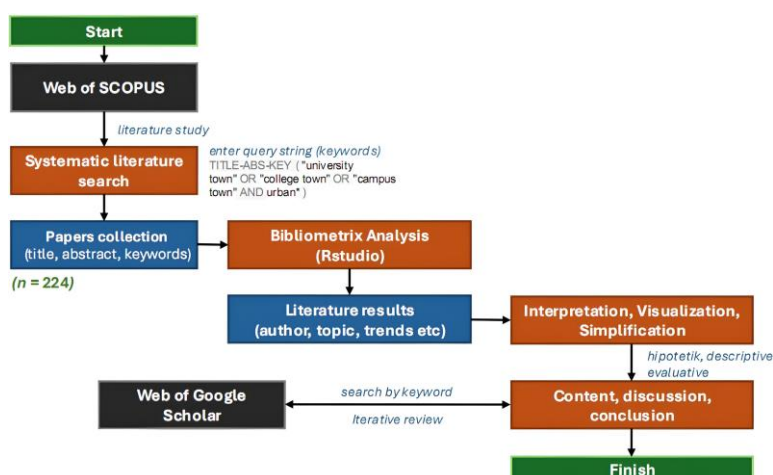 Start
Web of SCOPUS
literature study
Systematic literature
search
enter query string (keywords)
TITLE-ABS-KEY ( "university
town" OR "college town" OR "campus
town" AND urban* )
Papers collection
(title, abstract, keywords)
(n = 224)
Bibliometrix Analysis
(Rstudio)
Literature results
(author, topic, trends etc)
Interpretation, Visualization,
Simplification
hipotetik, descriptive
evaluative
Web of Google
Scholar
search by keyword
Iterative review
Content, discussion,
conclusion
Finish